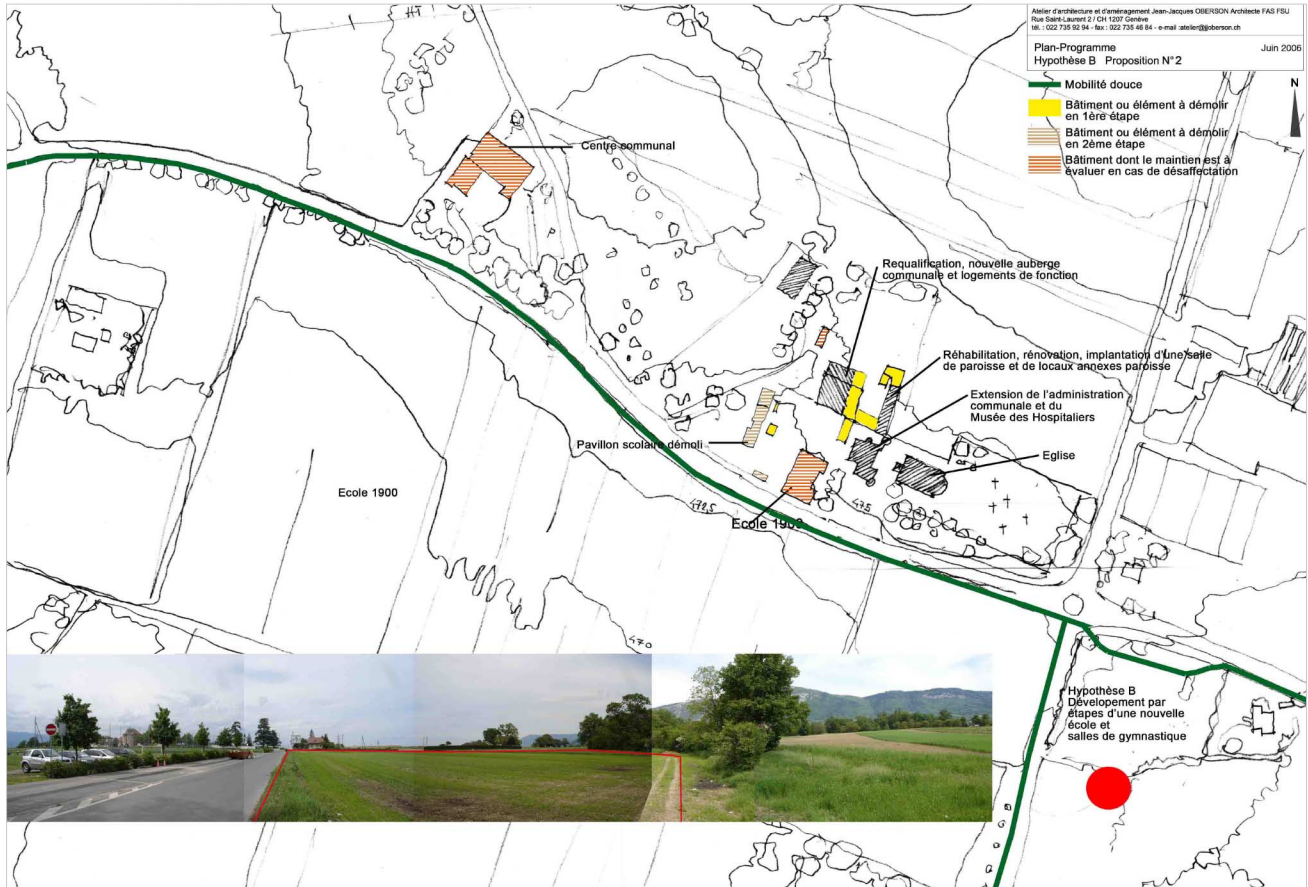 Atelier d'architecture et d'aménagement Jean-Jacques OBERSON Architecte FAS FSU
Rue Saint-Laurent 2 / CH 1207 Genève
tél. : 022 735 92 94 - fax : 022 735 46 84 - e-mail :atelier@jjoberson.ch
Plan-Programme Juin 2006
Hypothèse B Proposition N° 2
N
Mobilité douce
Bâtiment ou élément à démolir
en 1ère étape
Bâtiment ou élément à démolir
en 2ème étape
Bâtiment dont le maintien est à
évaluer en cas de désaffectation
Centre communal
Requalification, nouvelle auberge
communale et logements de fonction
Réhabilitation, rénovation, implantation d'une salle
de paroisse et de locaux annexes paroisse
Extension de l'administration
communale et du
Musée des Hospitaliers
Pavillon scolaire démoli
Eglise
Ecole 1900
472,5
475
Ecole
470
Hypothèse B
Dévelopement par
étapes d'une nouvelle
école et
salles de gymnastique